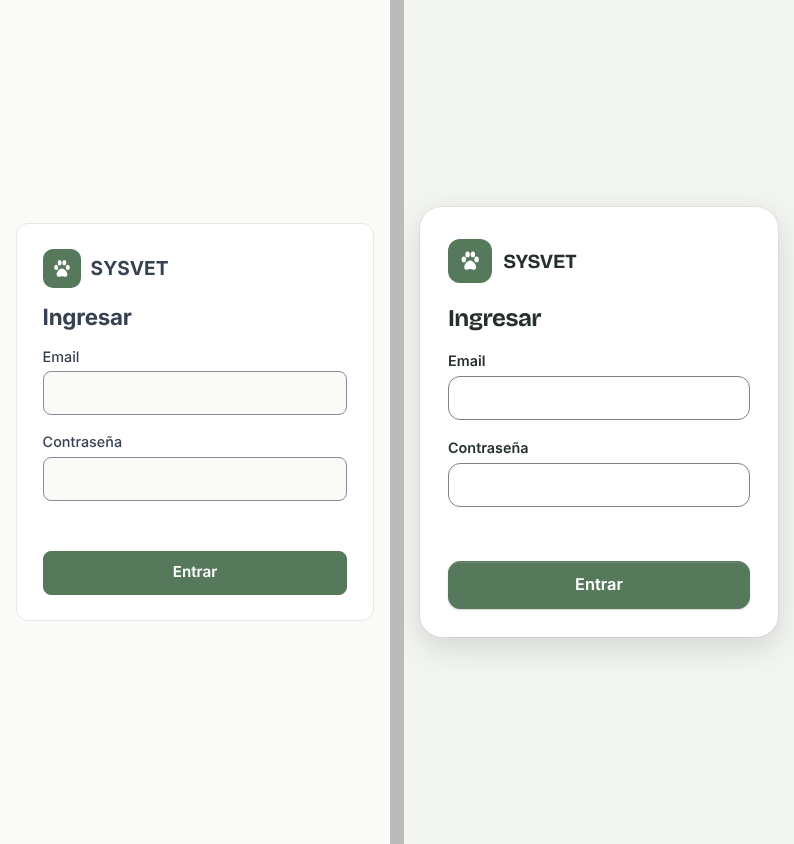 SYSVET
Ingresar
Email
Contraseña
Entrar
SYSVET
Ingresar
Email
Contraseña
Entrar